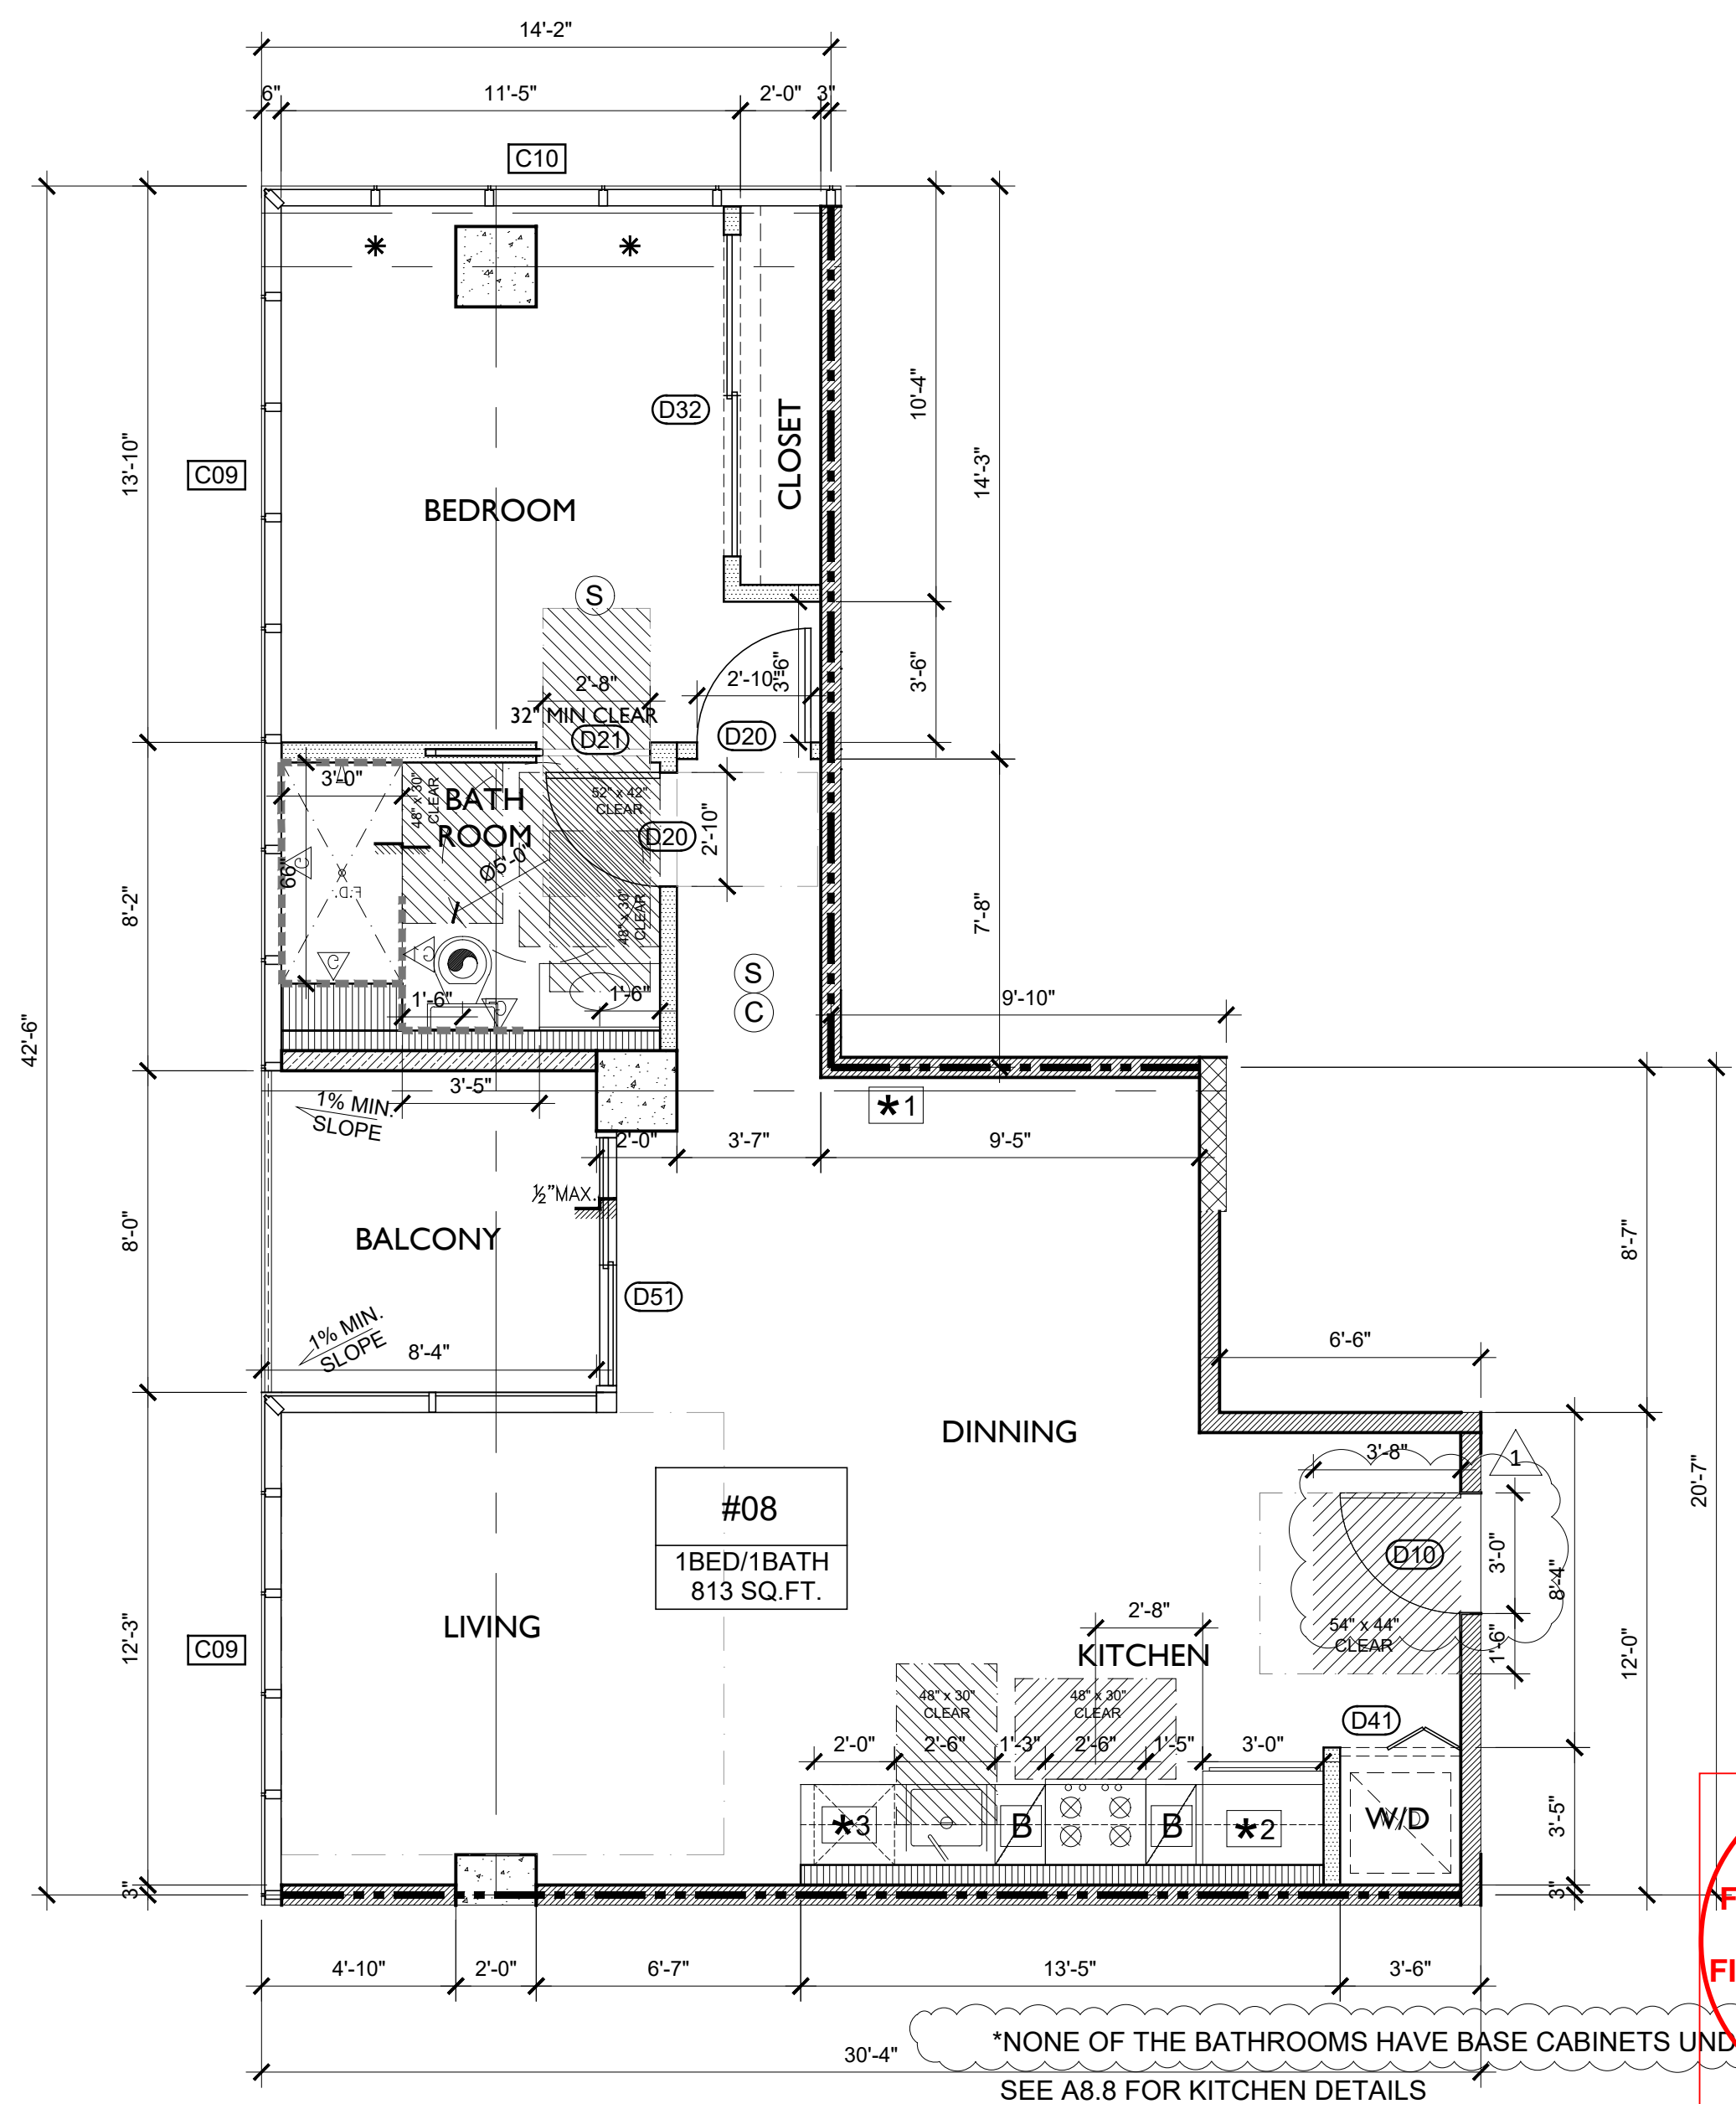 14'-2"
6" 11'-5" 2'-0" 3"
C10
42'-6"
13'-10"
8'-2"
8'-0"
12'-3"
3"
C09
C09
10'-4"
3'-6"
14'-3"
7'-8"
D32
CLOSET
BEDROOM
S
2'-8"
32" MIN CLEAR
D21
2'-10"
3'-6"
D20
3'-0"
48" x 30"
CLEAR
BATH
ROOM
52" x 42"
CLEAR
D20
2'-10"
Ø5'-0"
66"
F.D.
48" x 30"
CLEAR
C
C
C1
C
1'-6"
1'-6"
S
C
9'-10"
3'-5"
1% MIN.
SLOPE
*1
2'-0" 3'-7" 9'-5"
½"MAX.
BALCONY
D51
1% MIN.
SLOPE
8'-4"
8'-7"
20'-7"
6'-6"
DINNING
3'-8"
1
#08
1BED/1BATH
813 SQ.FT.
D10
3'-0"
8'-4"
1'-6"
12'-0"
54" x 44"
CLEAR
LIVING
2'-8"
KITCHEN
48" x 30"
CLEAR
48" x 30"
CLEAR
D41
2'-0" 2'-6" 1'-3" 2'-6" 1'-5" 3'-0"
*3 B B *2 W/D
3'-5"
3"
4'-10" 2'-0" 6'-7" 13'-5" 3'-6"
30'-4"
*NONE OF THE BATHROOMS HAVE BASE CABINETS UND
SEE A8.8 FOR KITCHEN DETAILS
F
FI